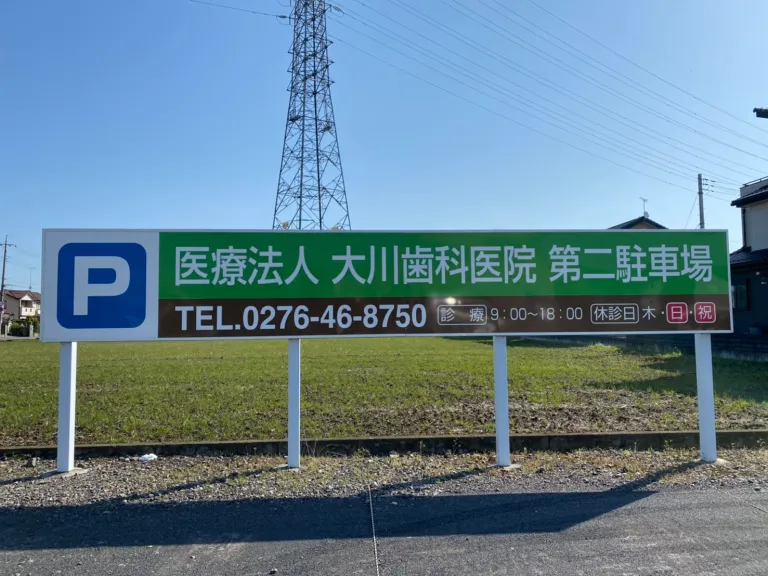 P
医療法人 大川歯科医院 第二駐車場
TEL.0276-46-8750 診 療 9:00〜18:00 休診日 木・日・祝